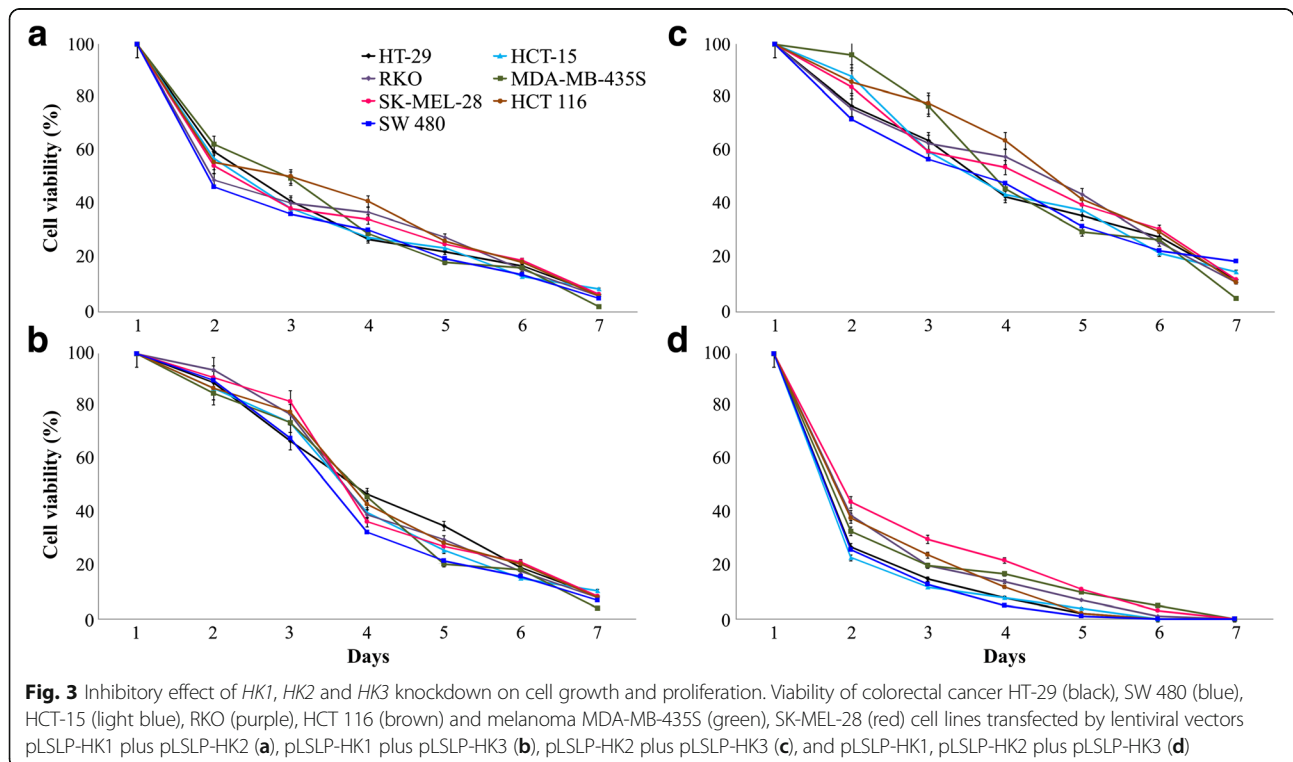 a
100
80
60
40
20
0
Cell viability (%)
HT-29
HCT-15
RKO
MDA-MB-435S
SK-MEL-28
HCT 116
SW 480
1 2 3 4 5 6 7
c
100
80
60
40
20
0
1 2 3 4 5 6 7
b
100
80
60
40
20
0
Cell viability (%)
1 2 3 4 5 6 7
Days
d
100
80
60
40
20
0
1 2 3 4 5 6 7
Days
Fig. 3 Inhibitory effect of HK1, HK2 and HK3 knockdown on cell growth and proliferation. Viability of colorectal cancer HT-29 (black), SW 480 (blue),
HCT-15 (light blue), RKO (purple), HCT 116 (brown) and melanoma MDA-MB-435S (green), SK-MEL-28 (red) cell lines transfected by lentiviral vectors
pLSLP-HK1 plus pLSLP-HK2 (a), pLSLP-HK1 plus pLSLP-HK3 (b), pLSLP-HK2 plus pLSLP-HK3 (c), and pLSLP-HK1, pLSLP-HK2 plus pLSLP-HK3 (d)